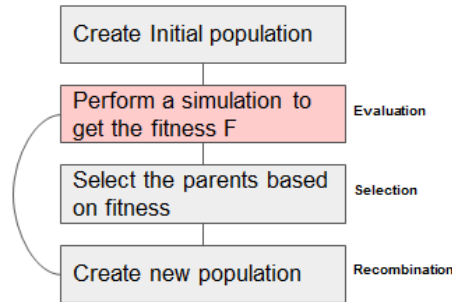 Create Initial population
Perform a simulation to
get the fitness F
Evaluation
Select the parents based
on fitness
Selection
Create new population
Recombination